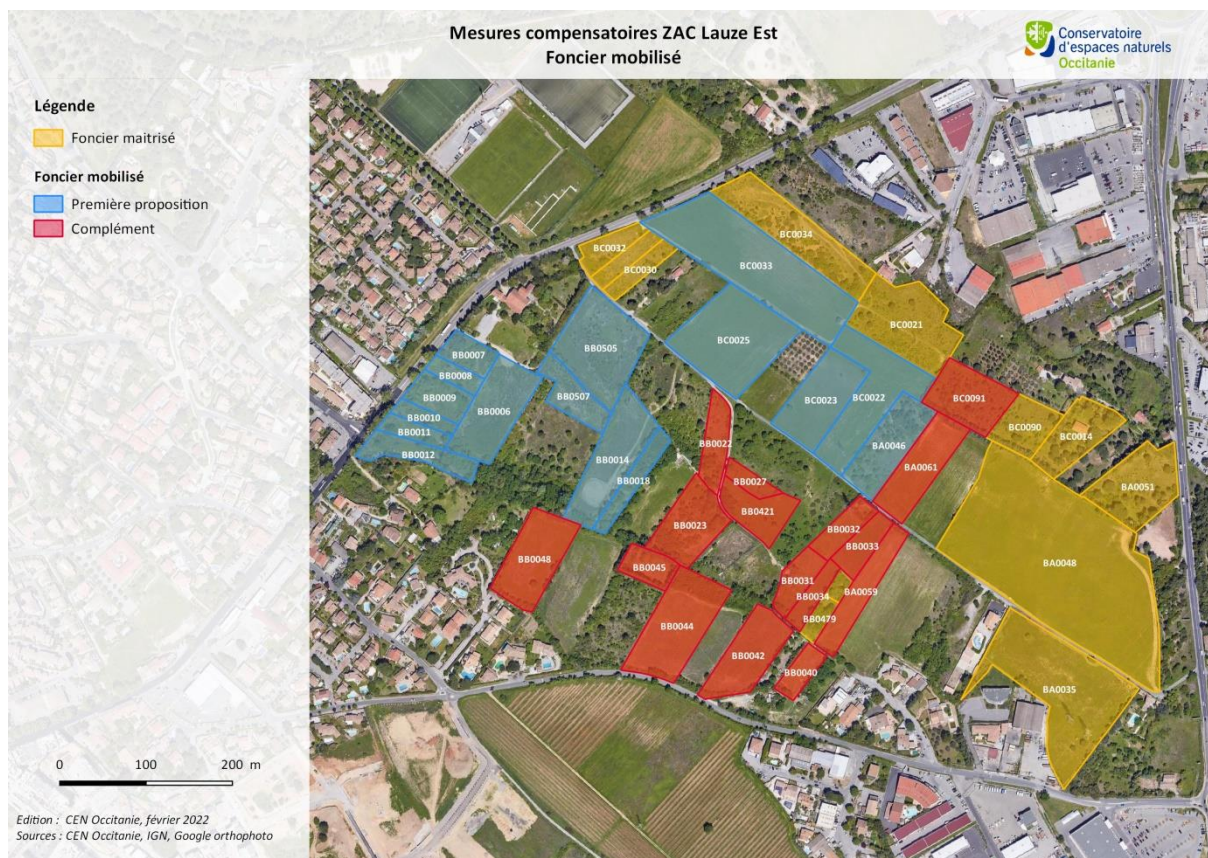 Mesures compensatoires ZAC Lauze Est
Foncier mobilisé
Conservatoire
d'espaces naturels
Occitanie
Légende
Foncier maitrisé
Foncier mobilisé
Première proposition
Complément
BC0034
BC0032
BC0030
BC0033
BC0021
BC0025
BB0505
BB0007
BB0008
BB0009
BB0006
BB0507
BB0010
BB0011
BB0012
BC0022
BC0023
BC0091
BC0090
BC0014
BA0046
BB0022
BB0014
BA0061
BB0018
BB0027
BA0051
BB0421
BB0023
BB0032
BB0033
BB0048
BB0045
BB0031
BA0059
BA0048
BB0034
BB0479
BB0044
BB0042
BB0040
BA0035
0 100 200 m
Edition : CEN Occitanie, février 2022
Sources : CEN Occitanie, IGN, Google orthophoto